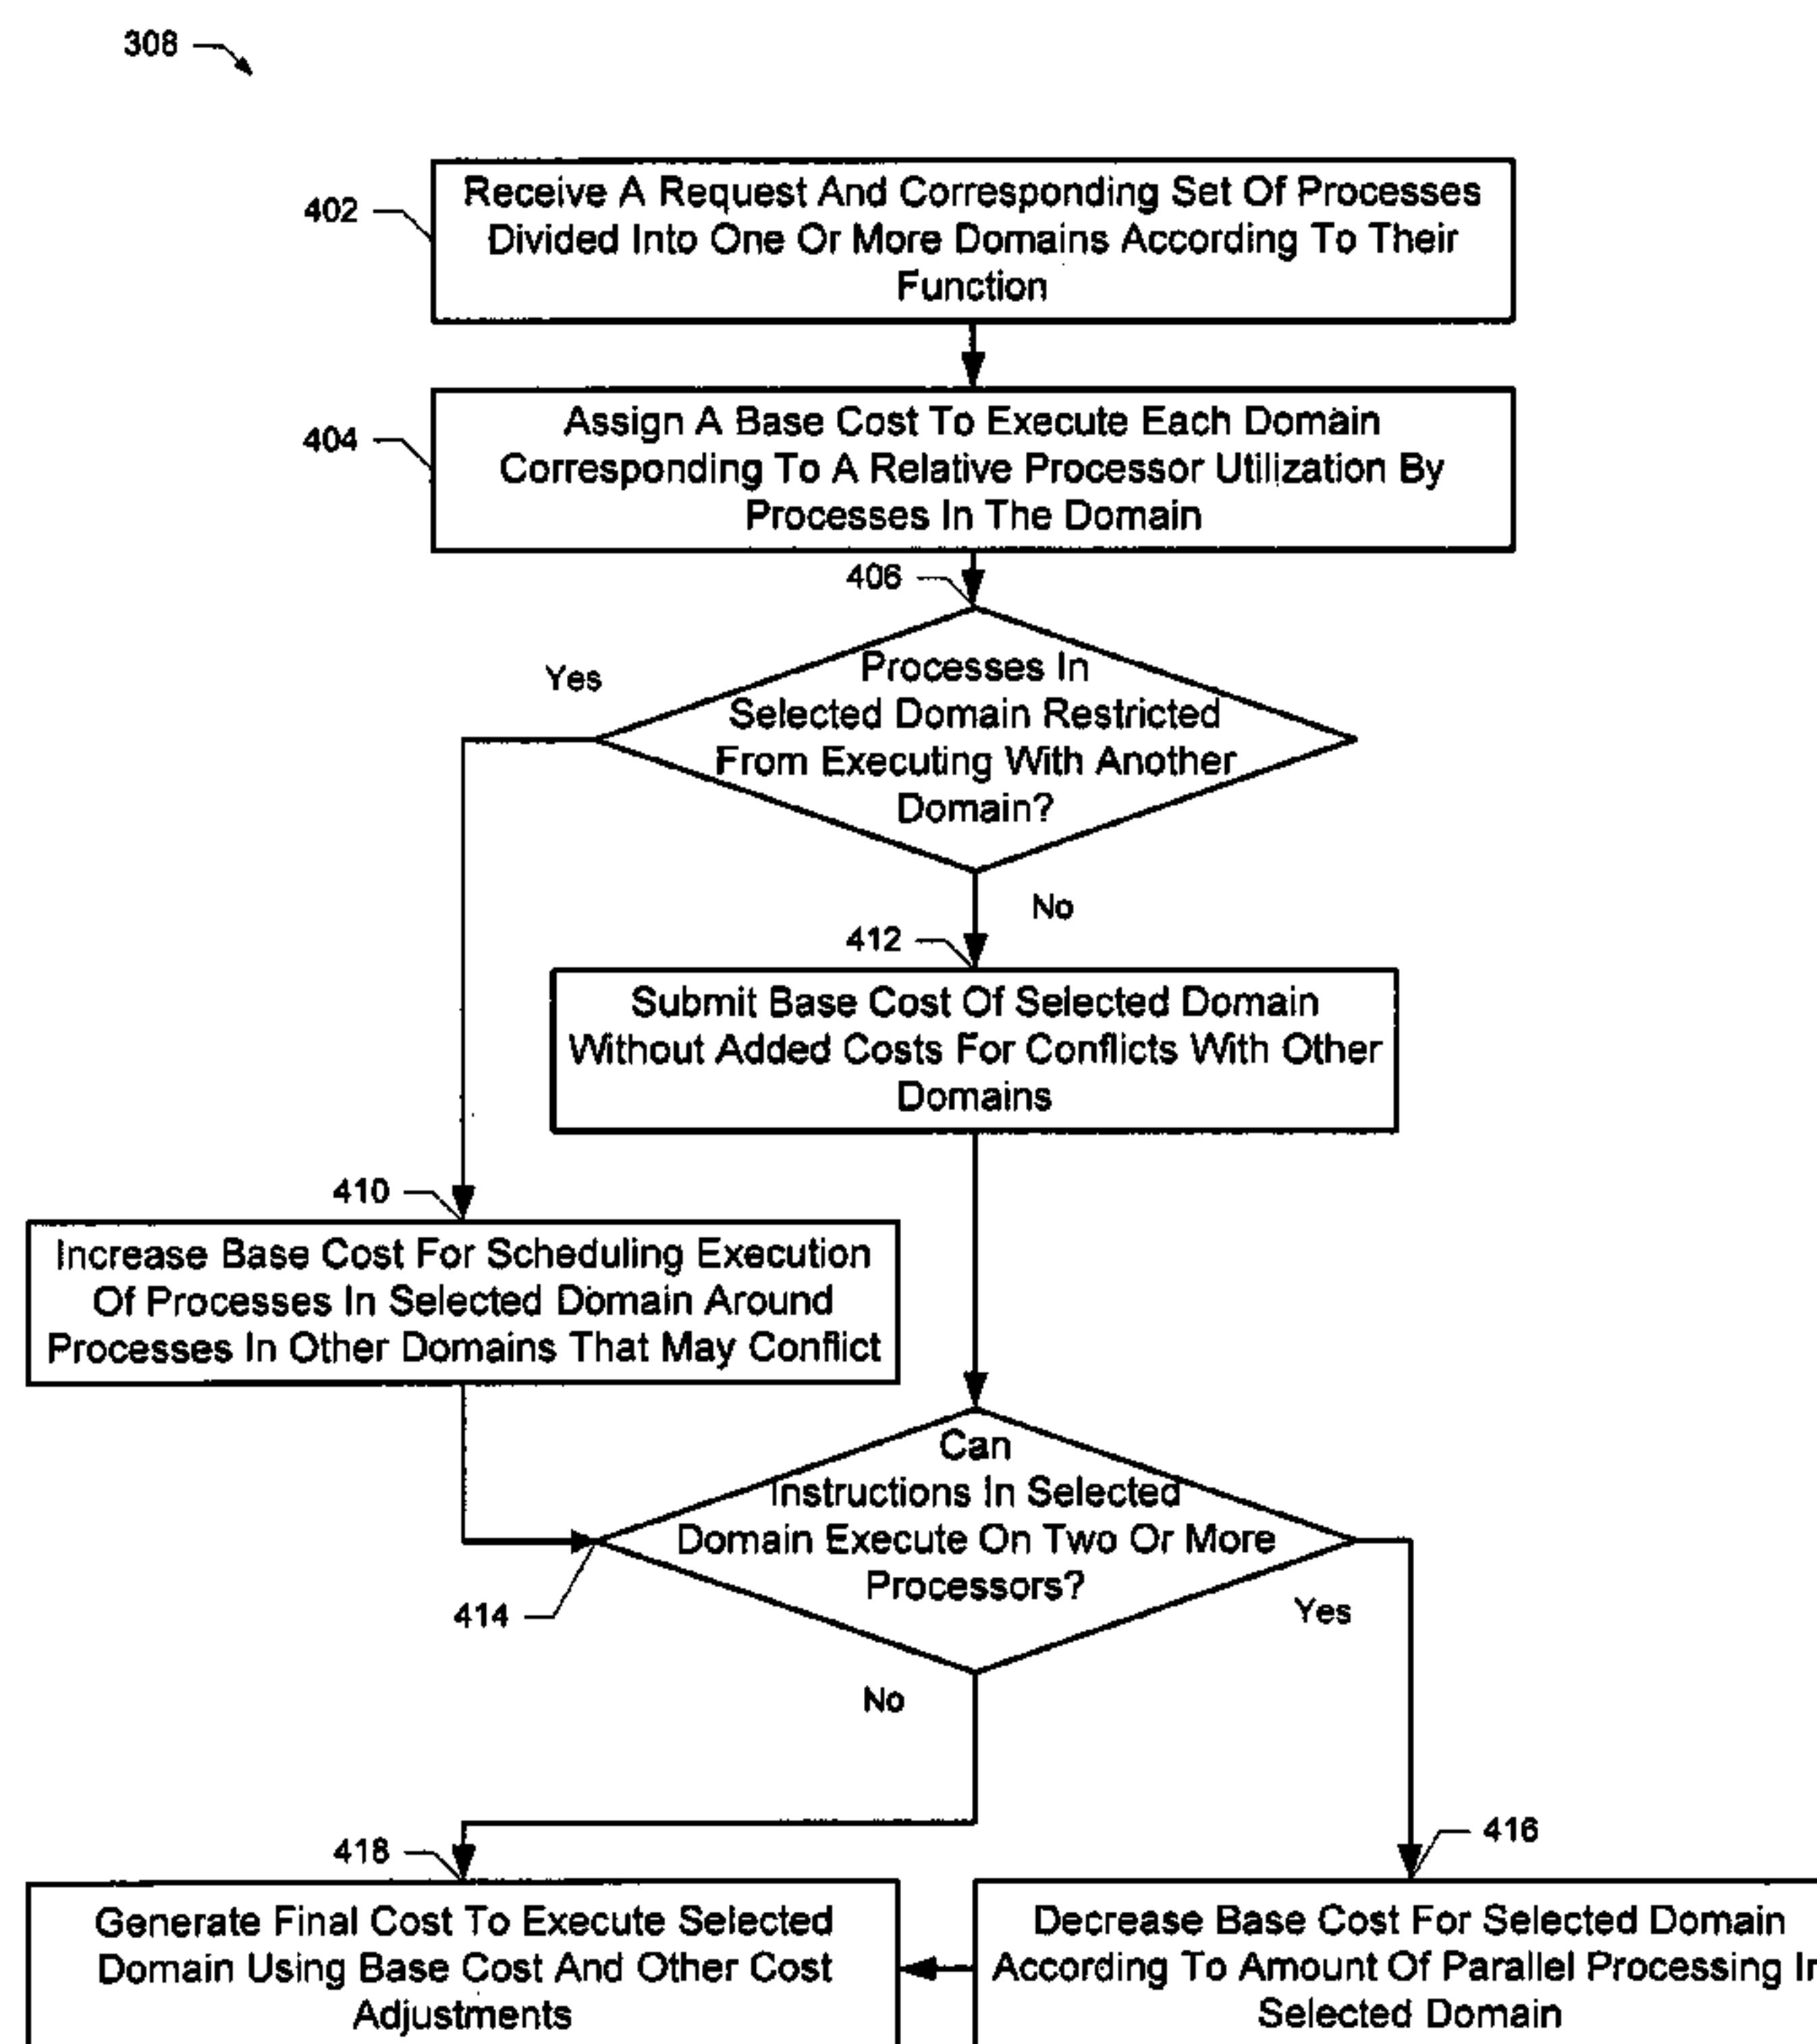 308
402
Receive A Request And Corresponding Set Of Processes
Divided Into One Or More Domains According To Their
Function
404
Assign A Base Cost To Execute Each Domain
Corresponding To A Relative Processor Utilization By
Processes In The Domain
406
Processes In
Selected Domain Restricted
From Executing With Another
Domain?
Yes
No
412
Submit Base Cost Of Selected Domain
Without Added Costs For Conflicts With Other
Domains
410
Increase Base Cost For Scheduling Execution
Of Processes In Selected Domain Around
Processes In Other Domains That May Conflict
Can
Instructions In Selected
Domain Execute On Two Or More
Processors?
414
Yes
No
418
Generate Final Cost To Execute Selected
Domain Using Base Cost And Other Cost
Adjustments
416
Decrease Base Cost For Selected Domain
According To Amount Of Parallel Processing In
Selected Domain